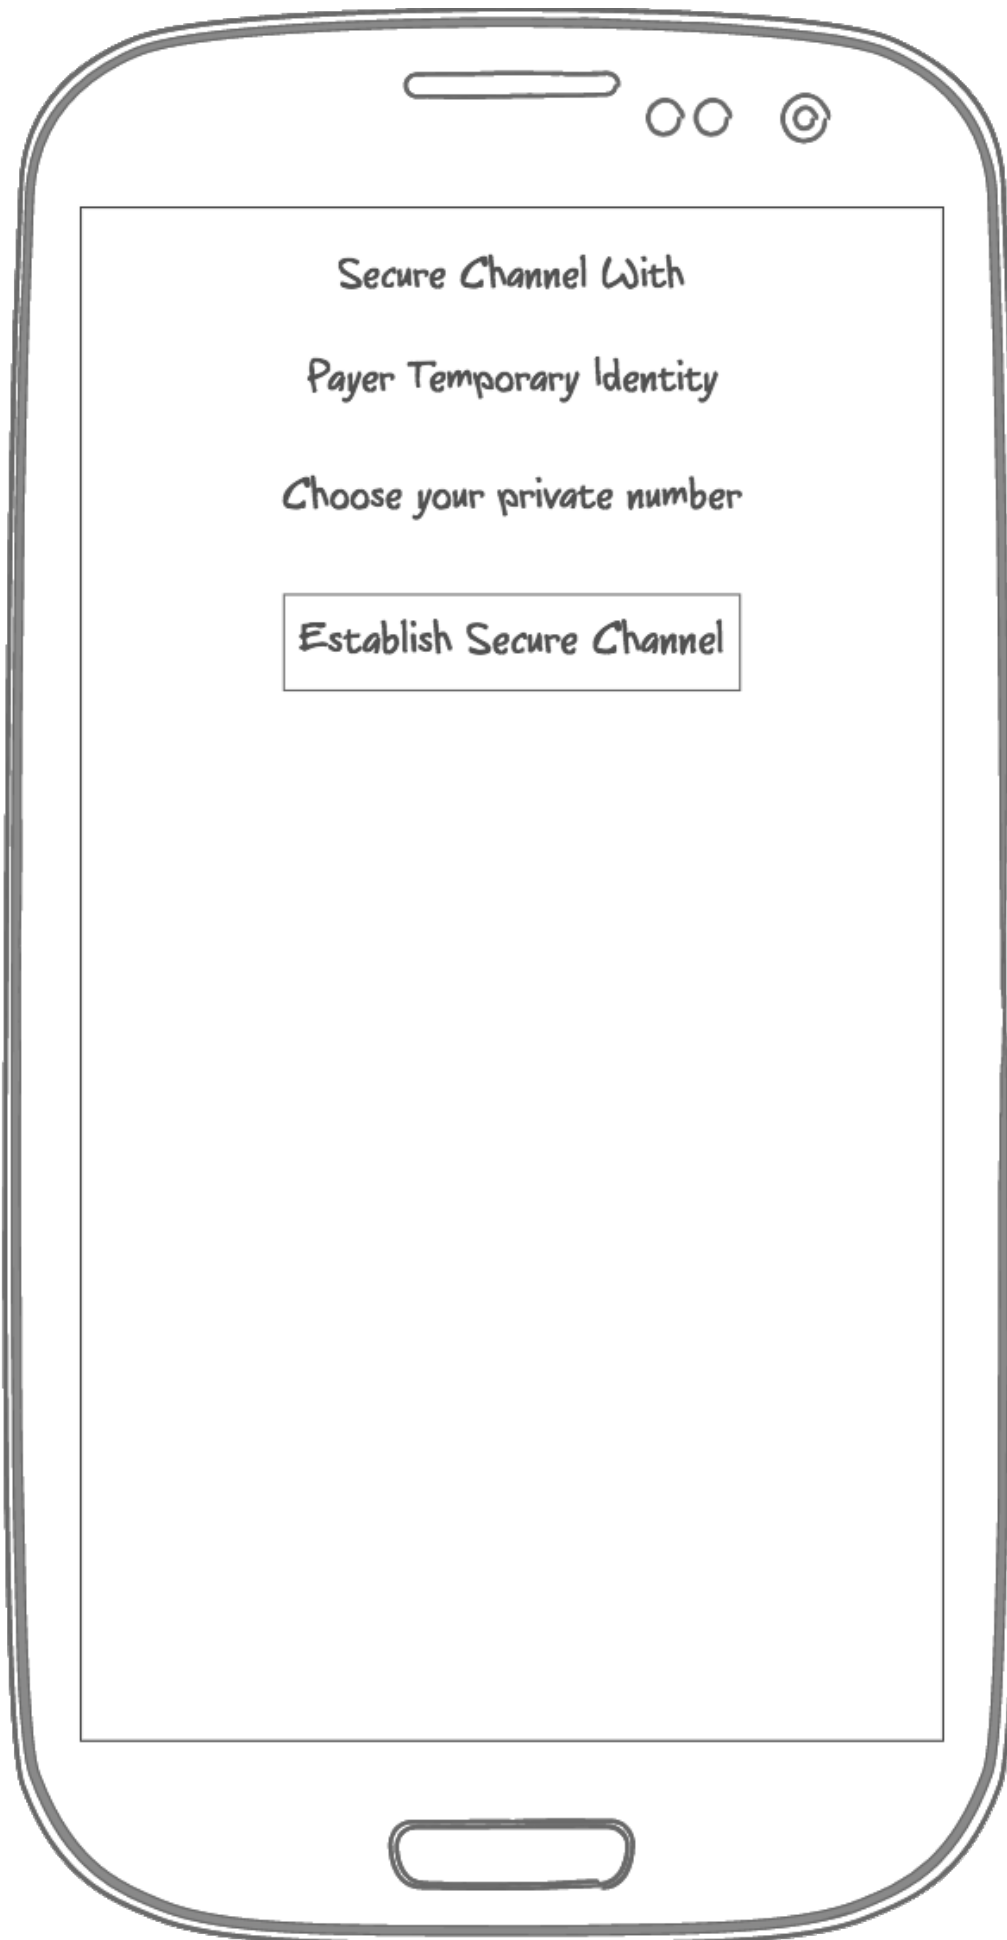 Secure Channel With
Payer Temporary Identity
Choose your private number
Establish Secure Channel